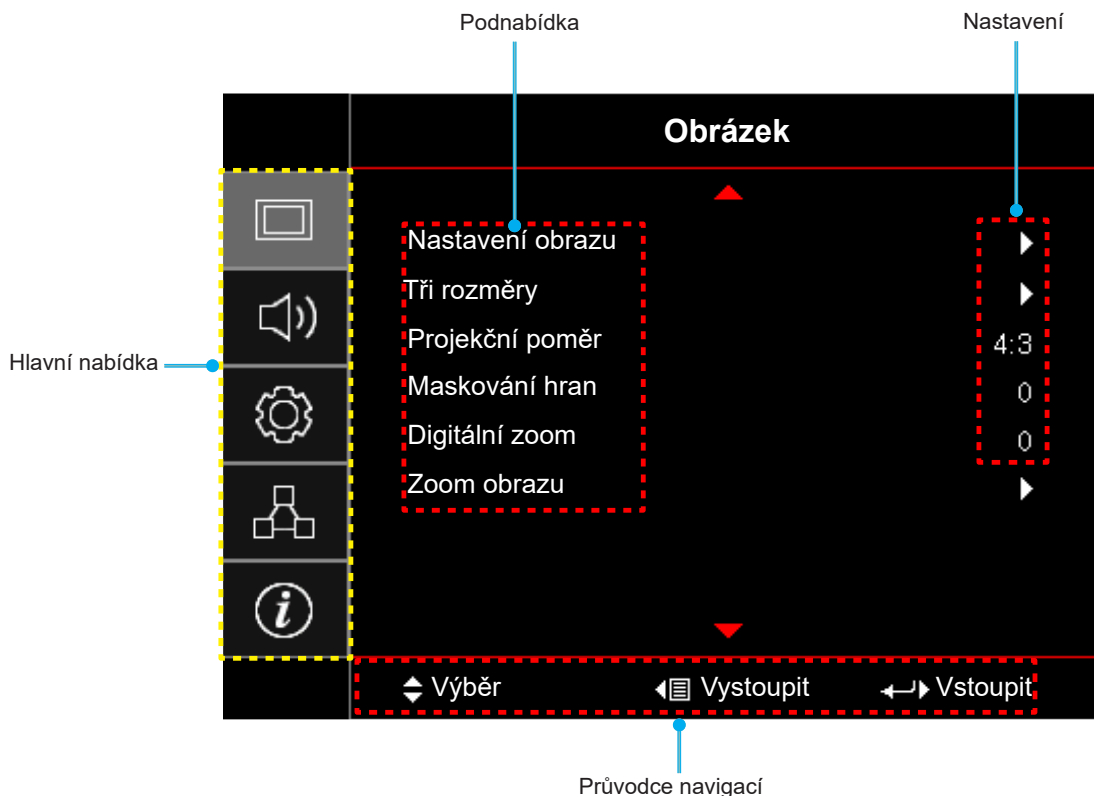 Podnabídka
Nastavení
Obrázek
Nastavení obrazu
Tři rozměry
Projekční poměr 4:3
Maskování hran 0
Digitální zoom 0
Zoom obrazu
Hlavní nabídka
Výběr Vystoupit Vstoupit
Průvodce navigací